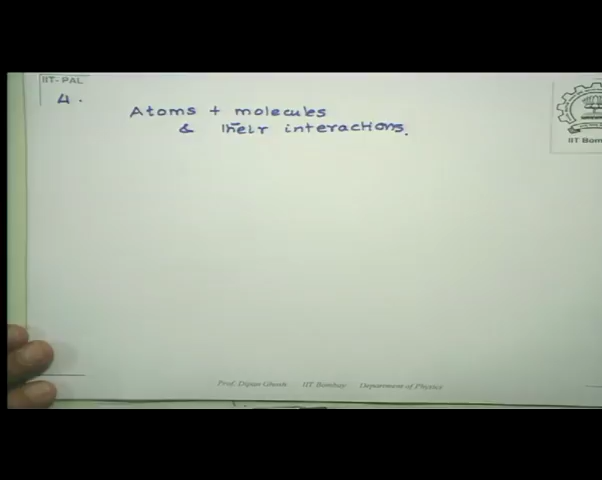 IIT-PAL
4.
Atoms + molecules
& their interactions.
IIT Bom
Prof. Dipan Ghosh IIT Bombay Department of Physics